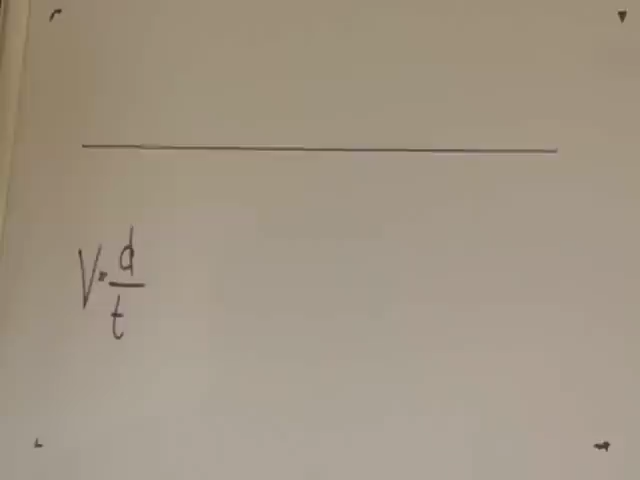 V = d/t